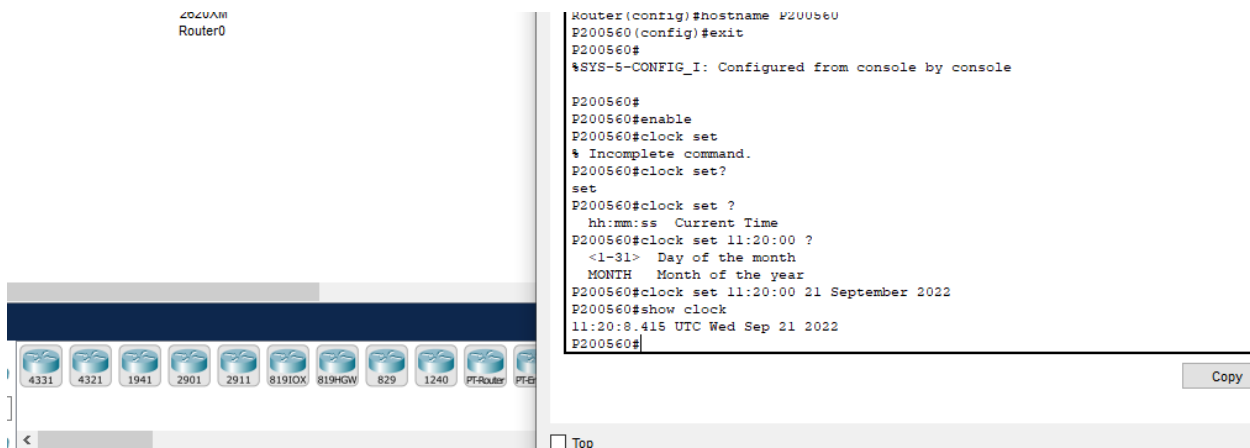 2620XM
Router0
Router(config)#hostname P200560
P200560(config)#exit
P200560#
%SYS-5-CONFIG_I: Configured from console by console
P200560#
P200560#enable
P200560#clock set
% Incomplete command.
P200560#clock set?
set
P200560#clock set ?
hh:mm:ss Current Time
P200560#clock set 11:20:00 ?
<1-31> Day of the month
MONTH Month of the year
P200560#clock set 11:20:00 21 September 2022
P200560#show clock
11:20:8.415 UTC Wed Sep 21 2022
P200560#
4331 4321 1941 2901 2911 819IOX 819HGW 829 1240 PT-Router PT-E
Copy
Top